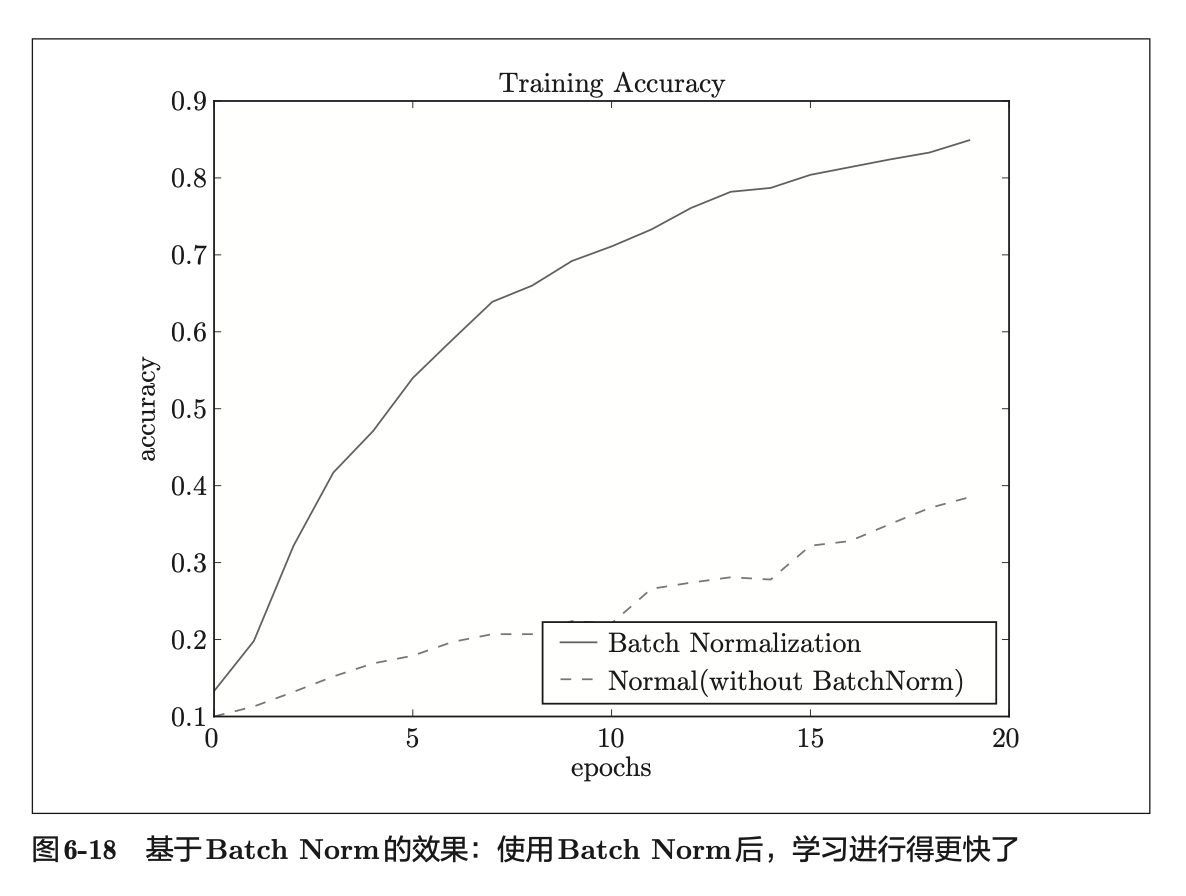 Training Accuracy
0.9
0.8
0.7
0.6
0.5
0.4
0.3
0.2
0.1
accuracy
Batch Normalization
Normal(without BatchNorm)
0 5 10 15 20
epochs
图6-18 基于Batch Norm的效果：使用Batch Norm后，学习进行得更快了